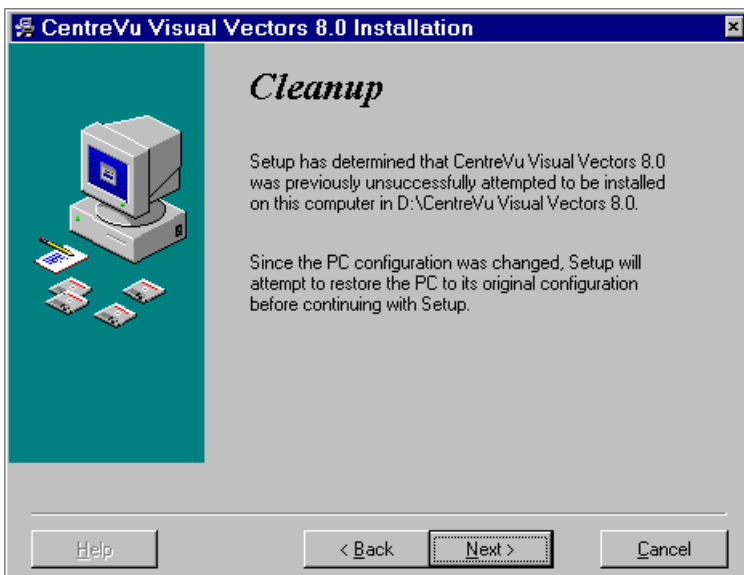 CentreVu Visual Vectors 8.0 Installation
Cleanup
Setup has determined that CentreVu Visual Vectors 8.0
was previously unsuccessfully attempted to be installed
on this computer in D:\CentreVu Visual Vectors 8.0.
Since the PC configuration was changed, Setup will
attempt to restore the PC to its original configuration
before continuing with Setup.
Help
< Back
Next >
Cancel